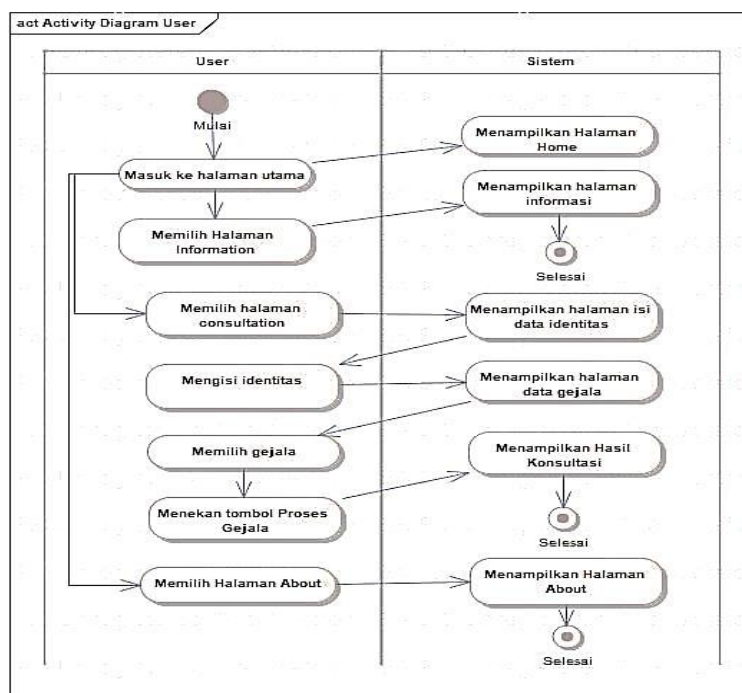 act Activity Diagram User
User
Sistem
Mulai
Menampilkan Halaman
Home
Masuk ke halaman utama
Menampilkan halaman
informasi
Memilih Halaman
Information
Selesai
Memilih halaman
consultation
Menampilkan halaman isi
data identitas
Mengisi identitas
Menampilkan halaman
data gejala
Memilih gejala
Menampilkan Hasil
Konsultasi
Menekan tombol Proses
Gejala
Selesai
Memilih Halaman About
Menampilkan Halaman
About
Selesai